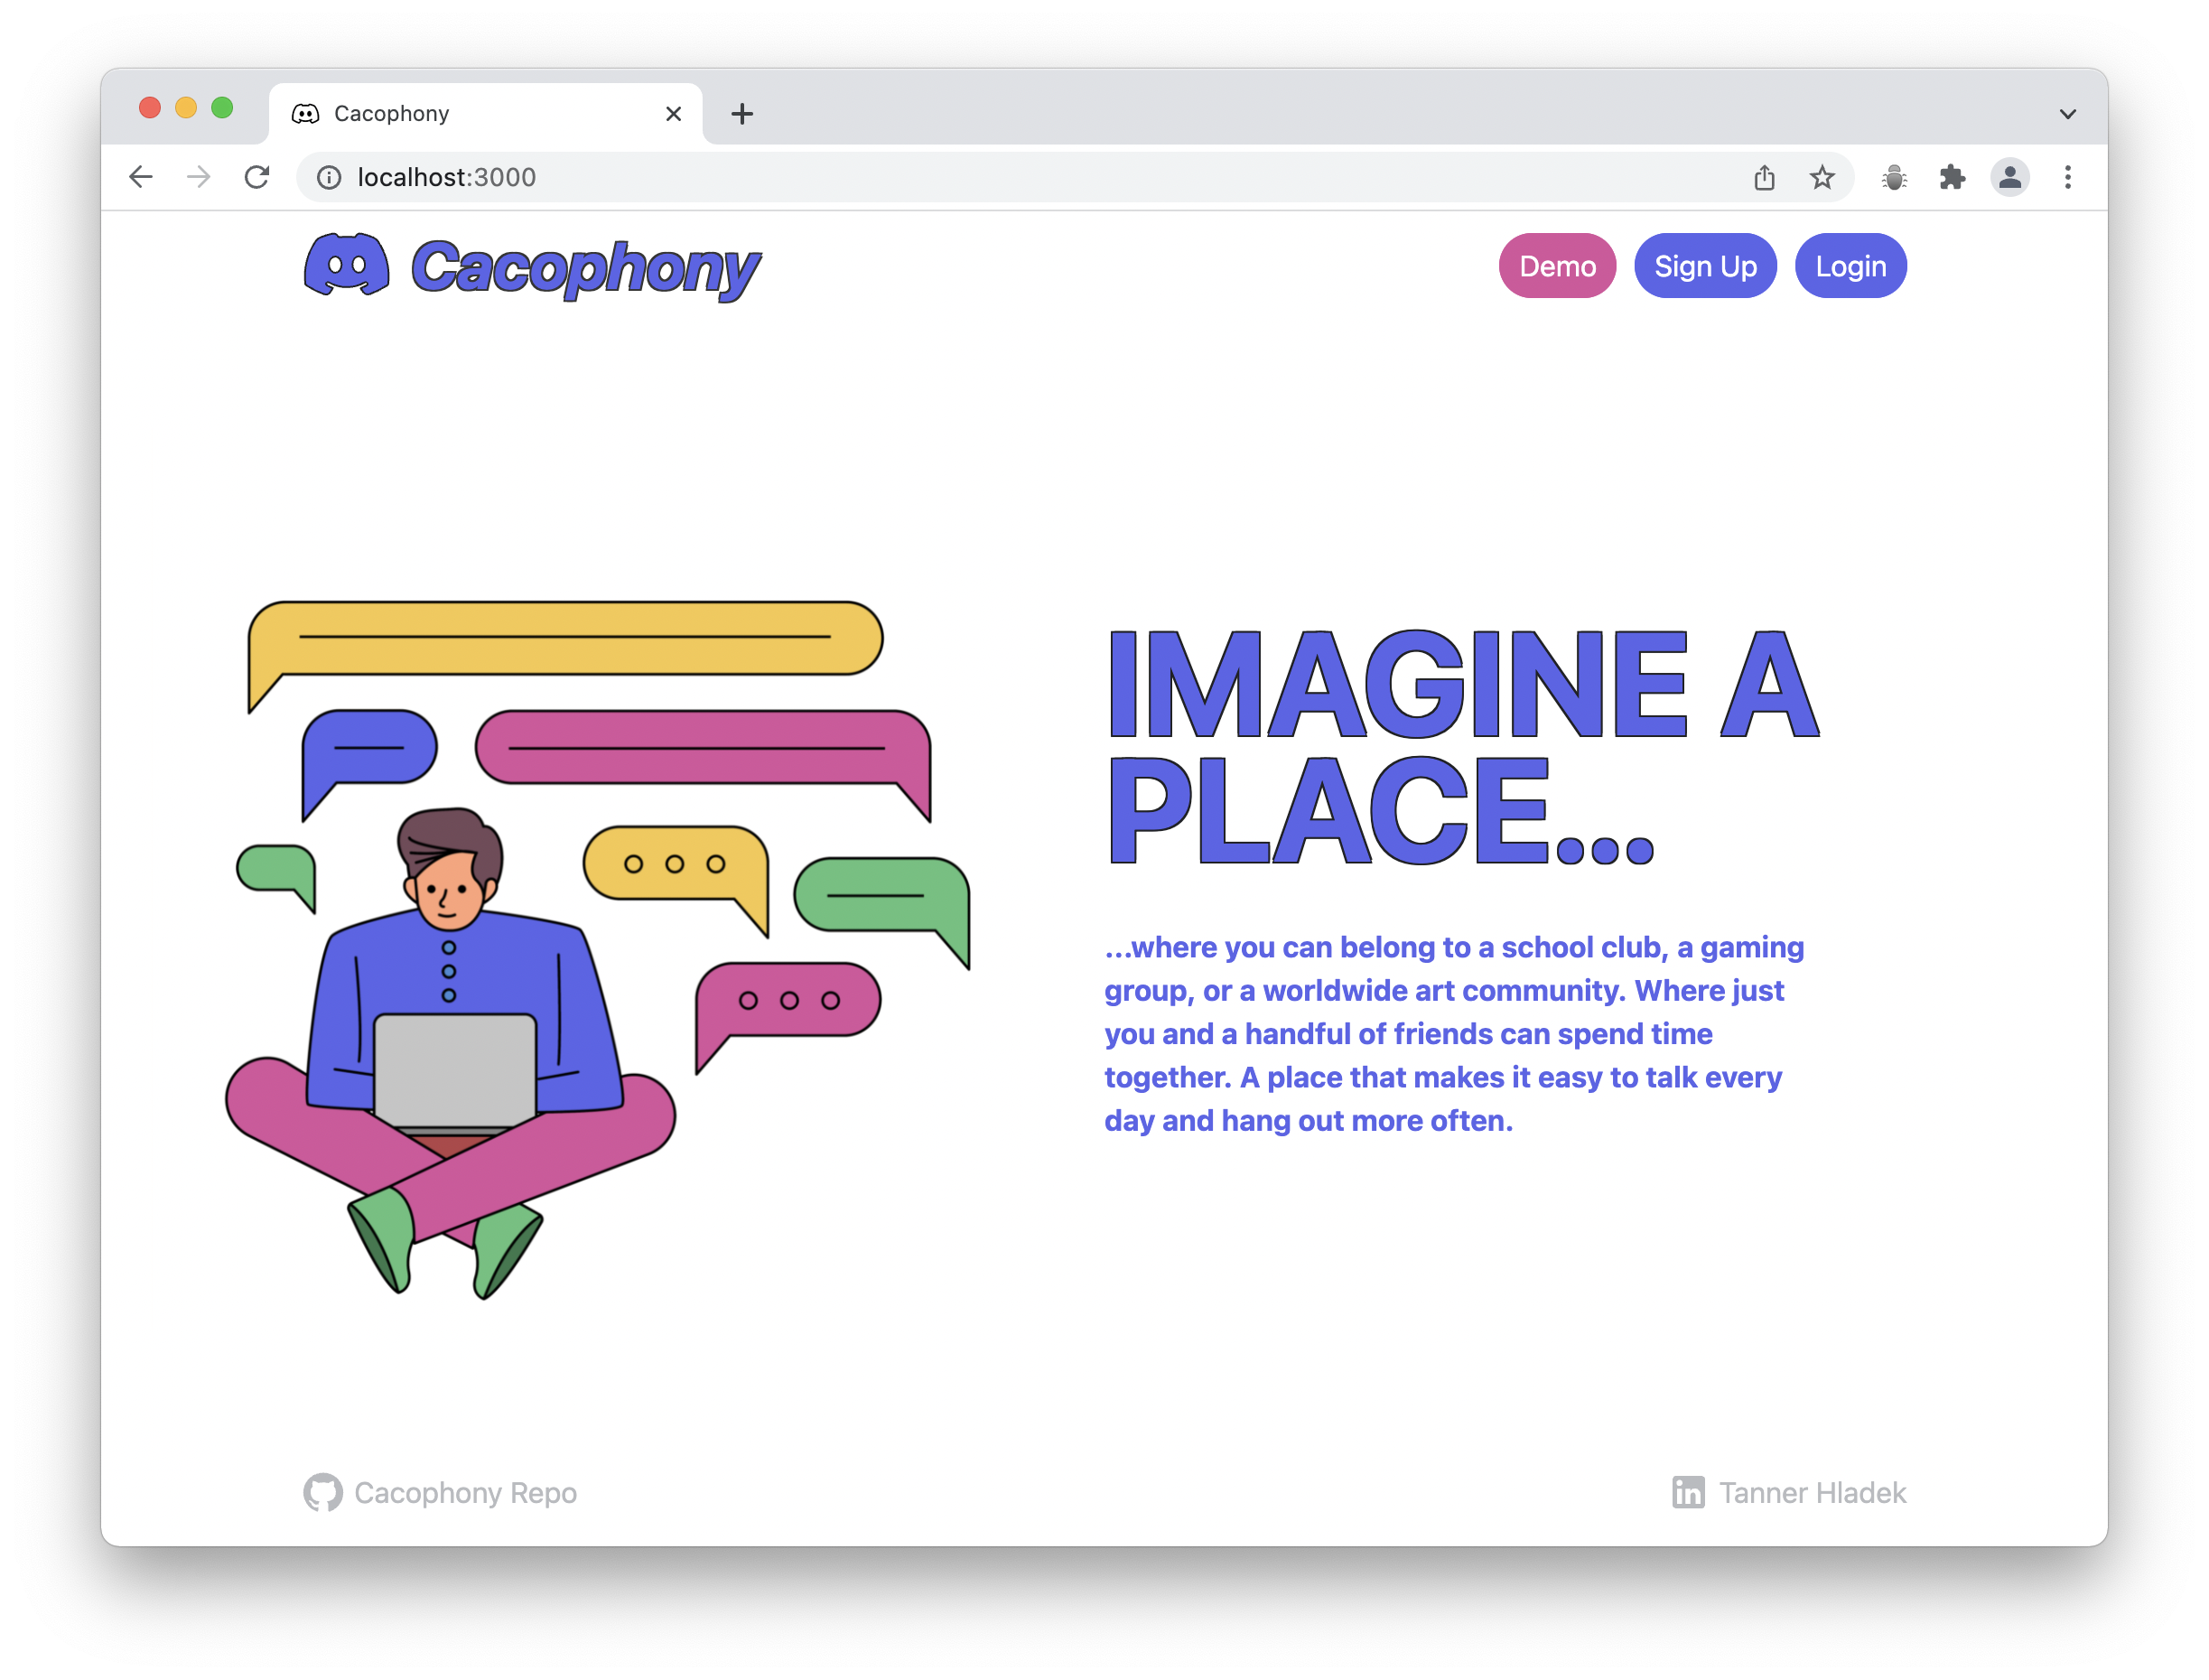 Cacophony
localhost:3000
Cacophony
Demo
Sign Up
Login
IMAGINE A
PLACE...
...where you can belong to a school club, a gaming
group, or a worldwide art community. Where just
you and a handful of friends can spend time
together. A place that makes it easy to talk every
day and hang out more often.
Cacophony Repo
in Tanner Hladek